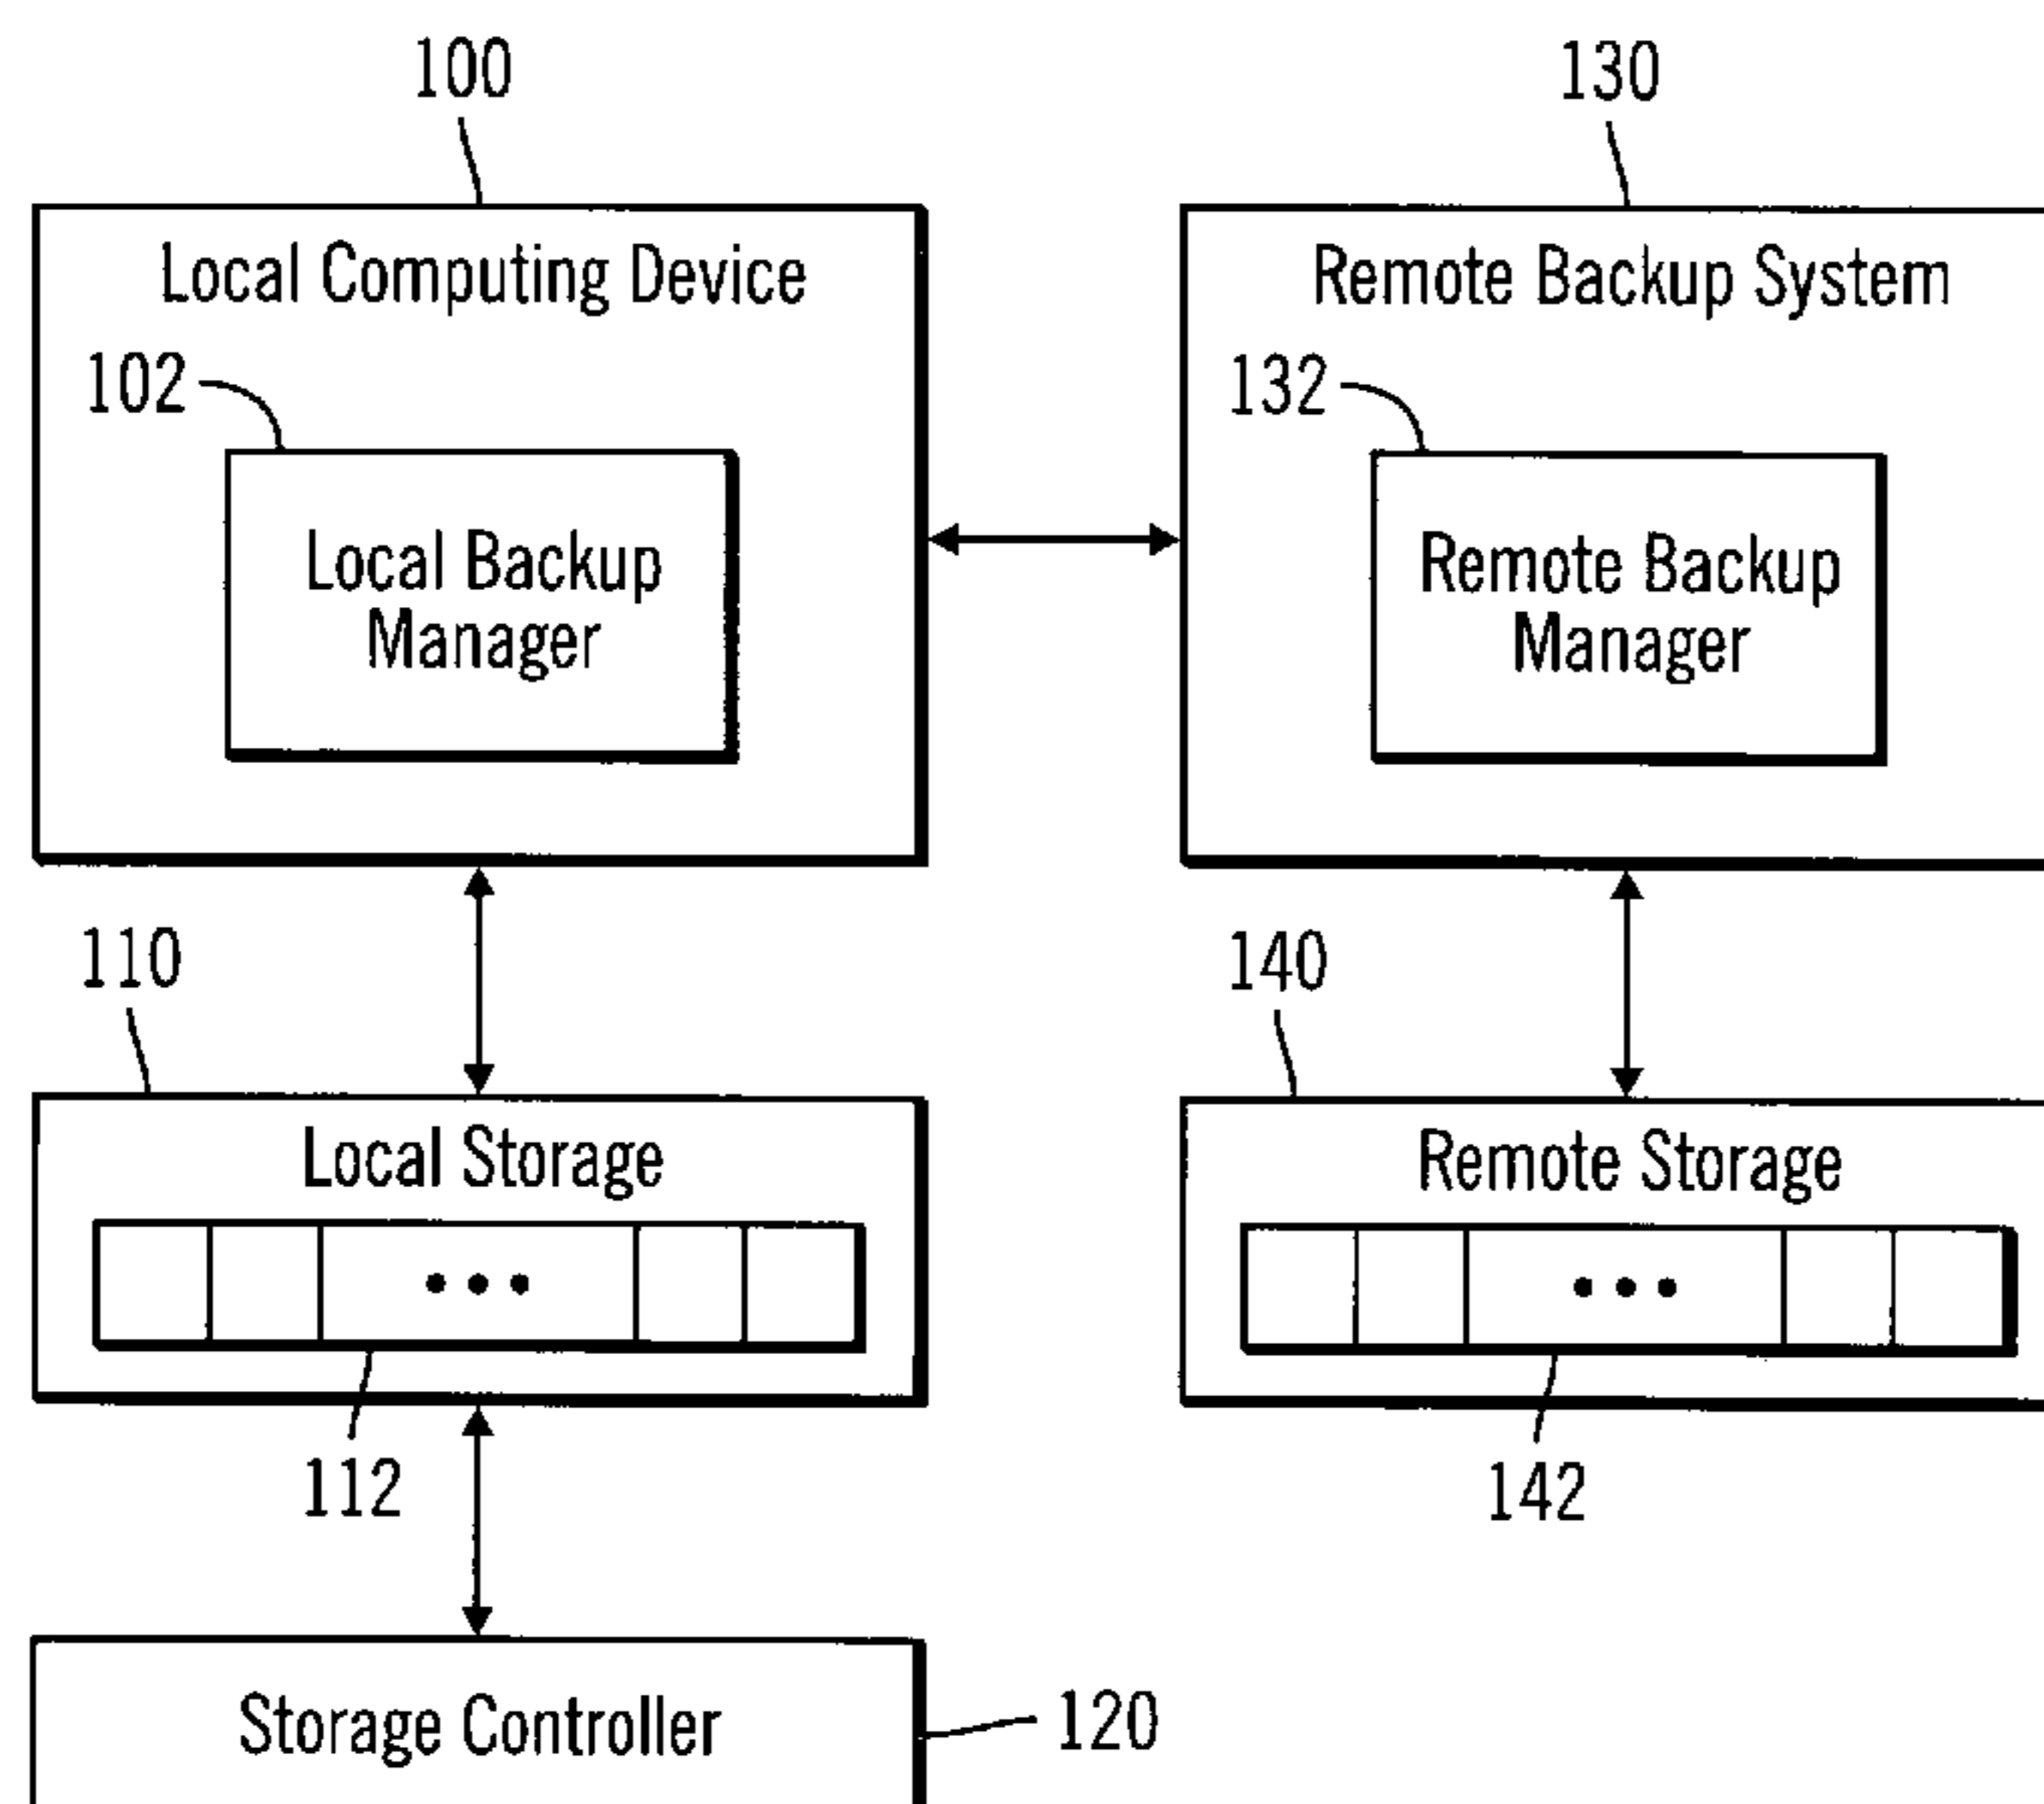 100
130
Local Computing Device
Remote Backup System
102
132
Local Backup
Manager
Remote Backup
Manager
110
140
Local Storage
Remote Storage
112
142
Storage Controller
120